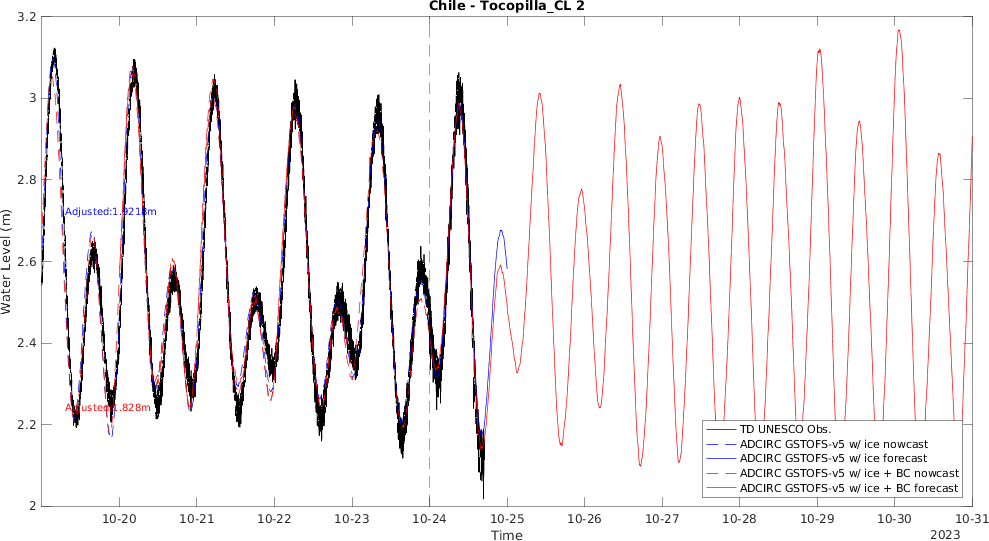 Chile - Tocopilla_CL 2
Water Level (m)
3.2
3
2.8
2.6
2.4
2.2
2
Adjusted:1.9218m
Adjusted:1.828m
TD UNESCO Obs.
ADCIRC GSTOFS-v5 w/ ice nowcast
ADCIRC GSTOFS-v5 w/ ice forecast
ADCIRC GSTOFS-v5 w/ ice + BC nowcast
ADCIRC GSTOFS-v5 w/ ice + BC forecast
10-20 10-21 10-22 10-23 10-24 10-25 10-26 10-27 10-28 10-29 10-30 10-31
Time
2023